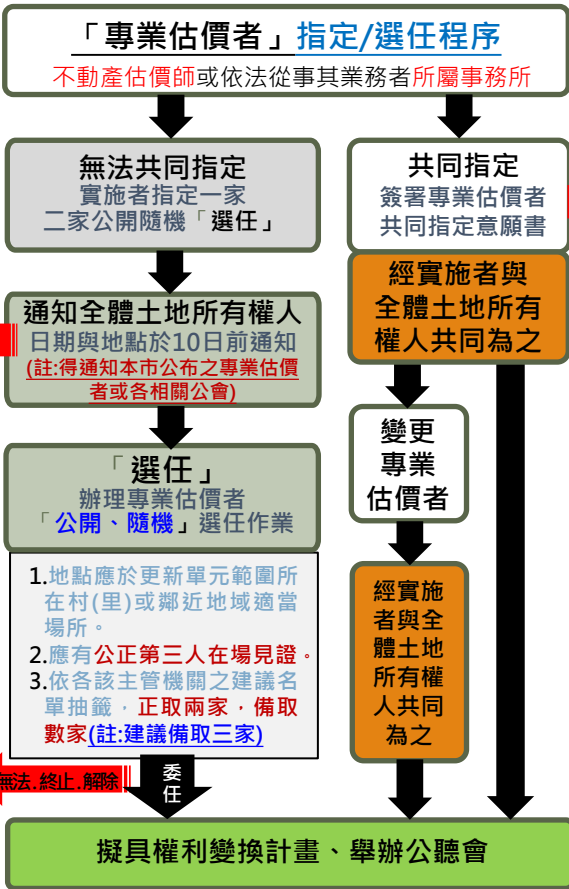 「專業估價者」指定/選任程序
不動產估價師或依法從事其業務者所屬事務所
無法共同指定
實施者指定一家
二家公開隨機「選任」
通知全體土地所有權人
日期與地點於10日前通知
(註:得通知本市公布之專業估價
者或各相關公會)
「選任」
辦理專業估價者
「公開、隨機」選任作業
1.地點應於更新單元範圍所
在村(里)或鄰近地域適當
場所。
2.應有公正第三人在場見證。
3.依各該主管機關之建議名
單抽籤，正取兩家，備取
數家(註:建議備取三家)
無法.終止.解除
委任
共同指定
簽署專業估價者
共同指定意願書
經實施者與
全體土地所有
權人共同為之
變更
專業
估價者
經實施
者與全
體土地
所有權
人共同
為之
擬具權利變換計畫、舉辦公聽會